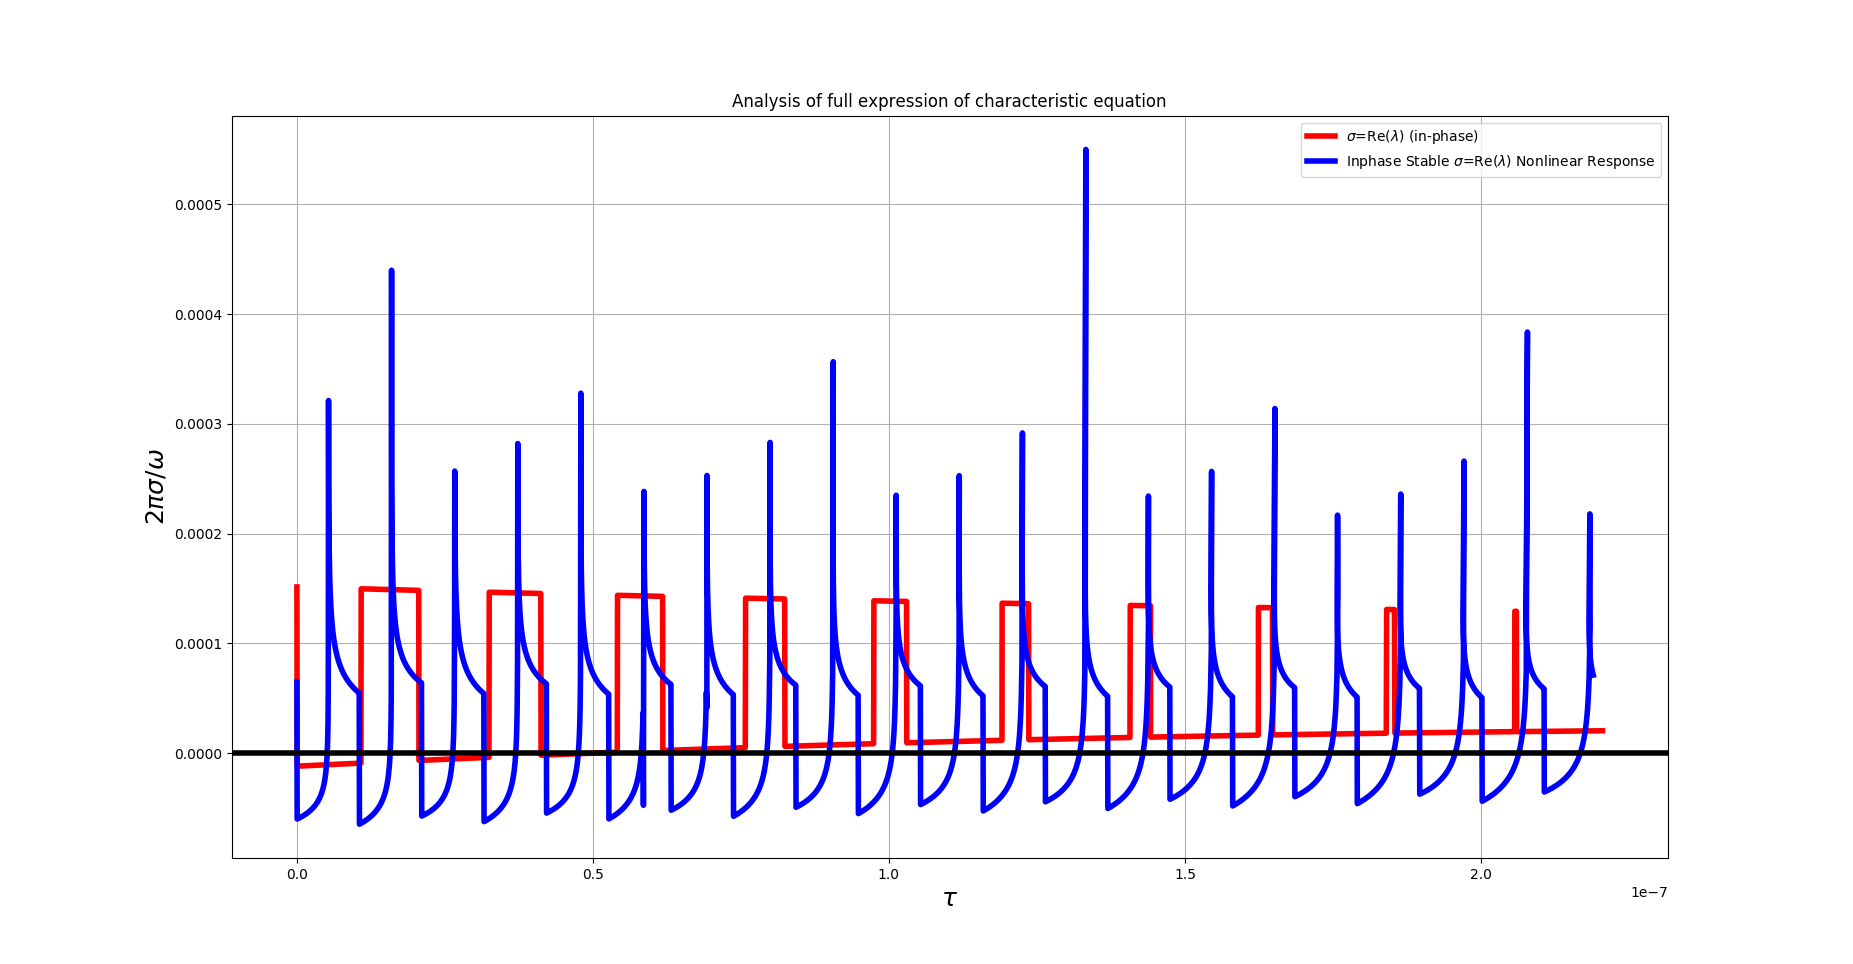 Analysis of full expression of characteristic equation
σ=Re(λ) (in-phase)
Inphase Stable σ=Re(λ) Nonlinear Response
2πσ/ω
0.0005
0.0004
0.0003
0.0002
0.0001
0.0000
0.0 0.5 1.0 1.5 2.0
1e−7
τ